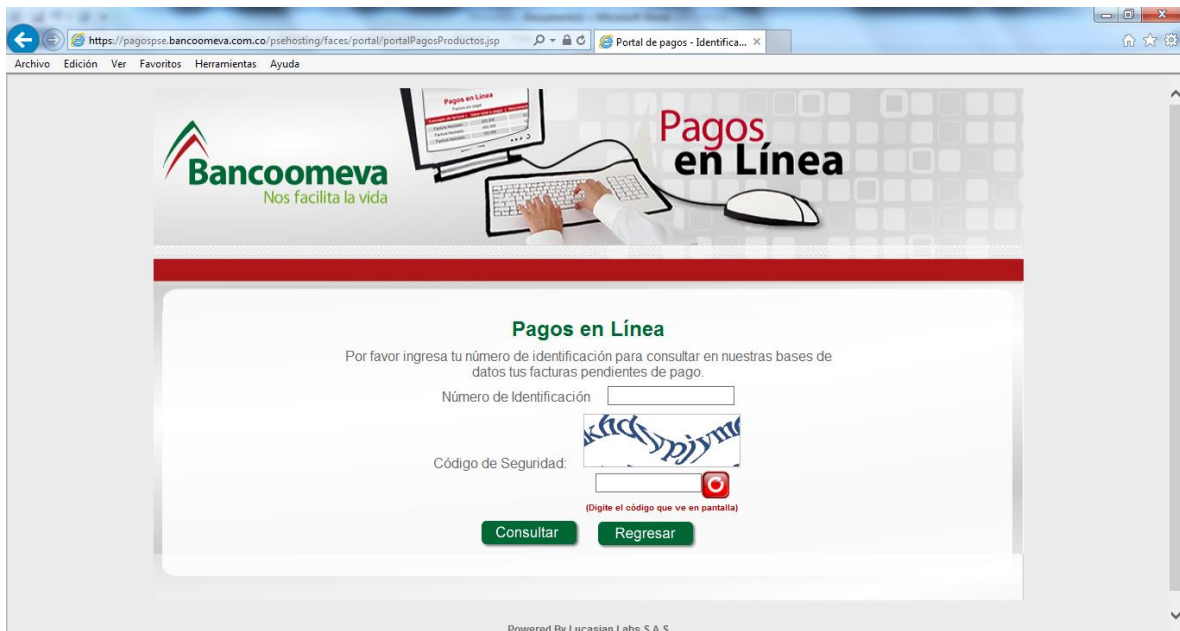 https://pagospse.bancoomeva.com.co/psehosting/faces/portal/portalPagosProductos.jsp
Portal de pagos - Identifica...
Archivo Edición Ver Favoritos Herramientas Ayuda
Pagos en Línea
Bancoomeva
Nos facilita la vida
Pagos
en Línea
Pagos en Línea
Por favor ingresa tu número de identificación para consultar en nuestras bases de
datos tus facturas pendientes de pago.
Número de Identificación
Código de Seguridad:
(Digite el código que ve en pantalla)
Consultar Regresar
Powered By Lucasian Labs S.A.S